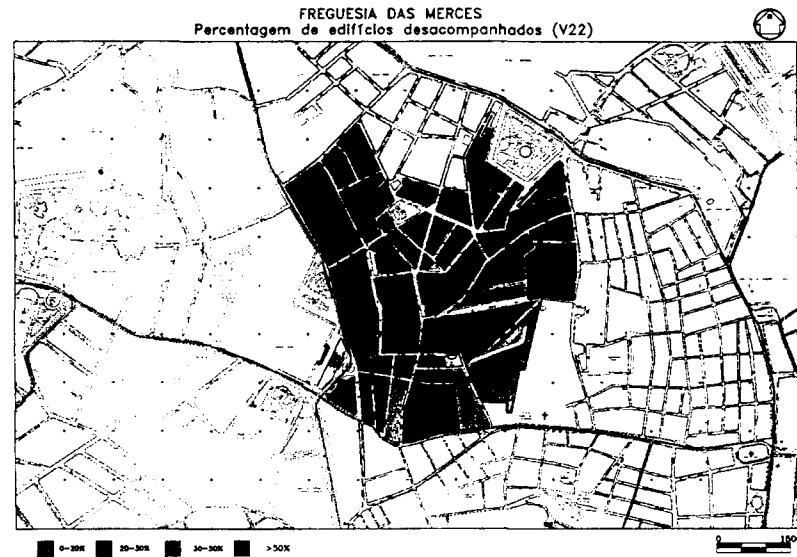 FREGUESIA DAS MERCES
Percentagem de edifícios desacompanhados (V22)
0-20% 20-30% 30-50% >50%
0 150